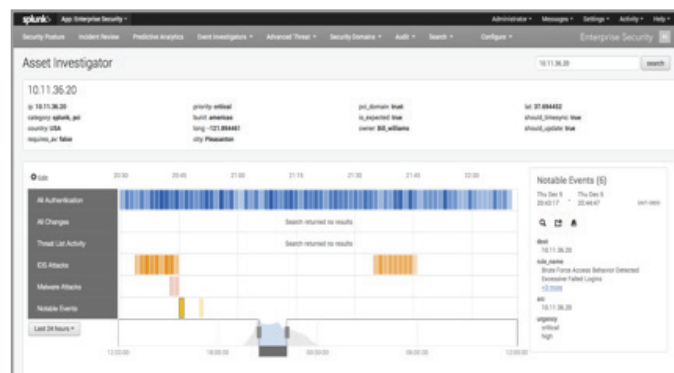 splunk> App: Enterprise Security Administrator Messages Settings Activity Help
Security Posture Incident Review Predictive Analytics Event Investigators Advanced Threat Security Domains Audit Search Configure Enterprise Security
Asset Investigator 10.11.36.20 search
10.11.36.20
ip: 10.11.36.20 priority: critical pci_domain: trust lat: 37.694452
category: splunk, pci bunit: americas is_expected: true should_timesync: true
country: USA long: -121.894461 owner: Bill_williams should_update: true
requires_av: false city: Pleasanton
Edit 20:30 20:45 21:00 21:15 21:30 21:45 22:00
All Authentication
All Changes Search returned no results
Threat List Activity Search returned no results
IDS Attacks
Malware Attacks
Notable Events
Last 24 hours
12:00:00 18:00:00 00:00:00 06:00:00 12:00:00
Notable Events (6)
Thu Dec 5 Thu Dec 5
20:43:17 - 20:44:47
dest
10.11.36.20
rule_name
Brute Force Access Behavior Detected
Excessive Failed Logins
+3 more
src
10.11.36.20
urgency
critical
high